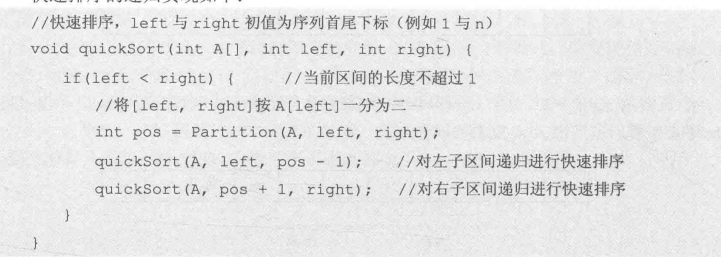 //快速排序，left 与 right 初值为序列首尾下标（例如 1 与 n）
void quickSort(int A[], int left, int right) {
if(left < right) { //当前区间的长度不超过 1
//将[left, right]按 A[left]一分为二
int pos = Partition(A, left, right);
quickSort(A, left, pos - 1); //对左子区间递归进行快速排序
quickSort(A, pos + 1, right); //对右子区间递归进行快速排序
}
}